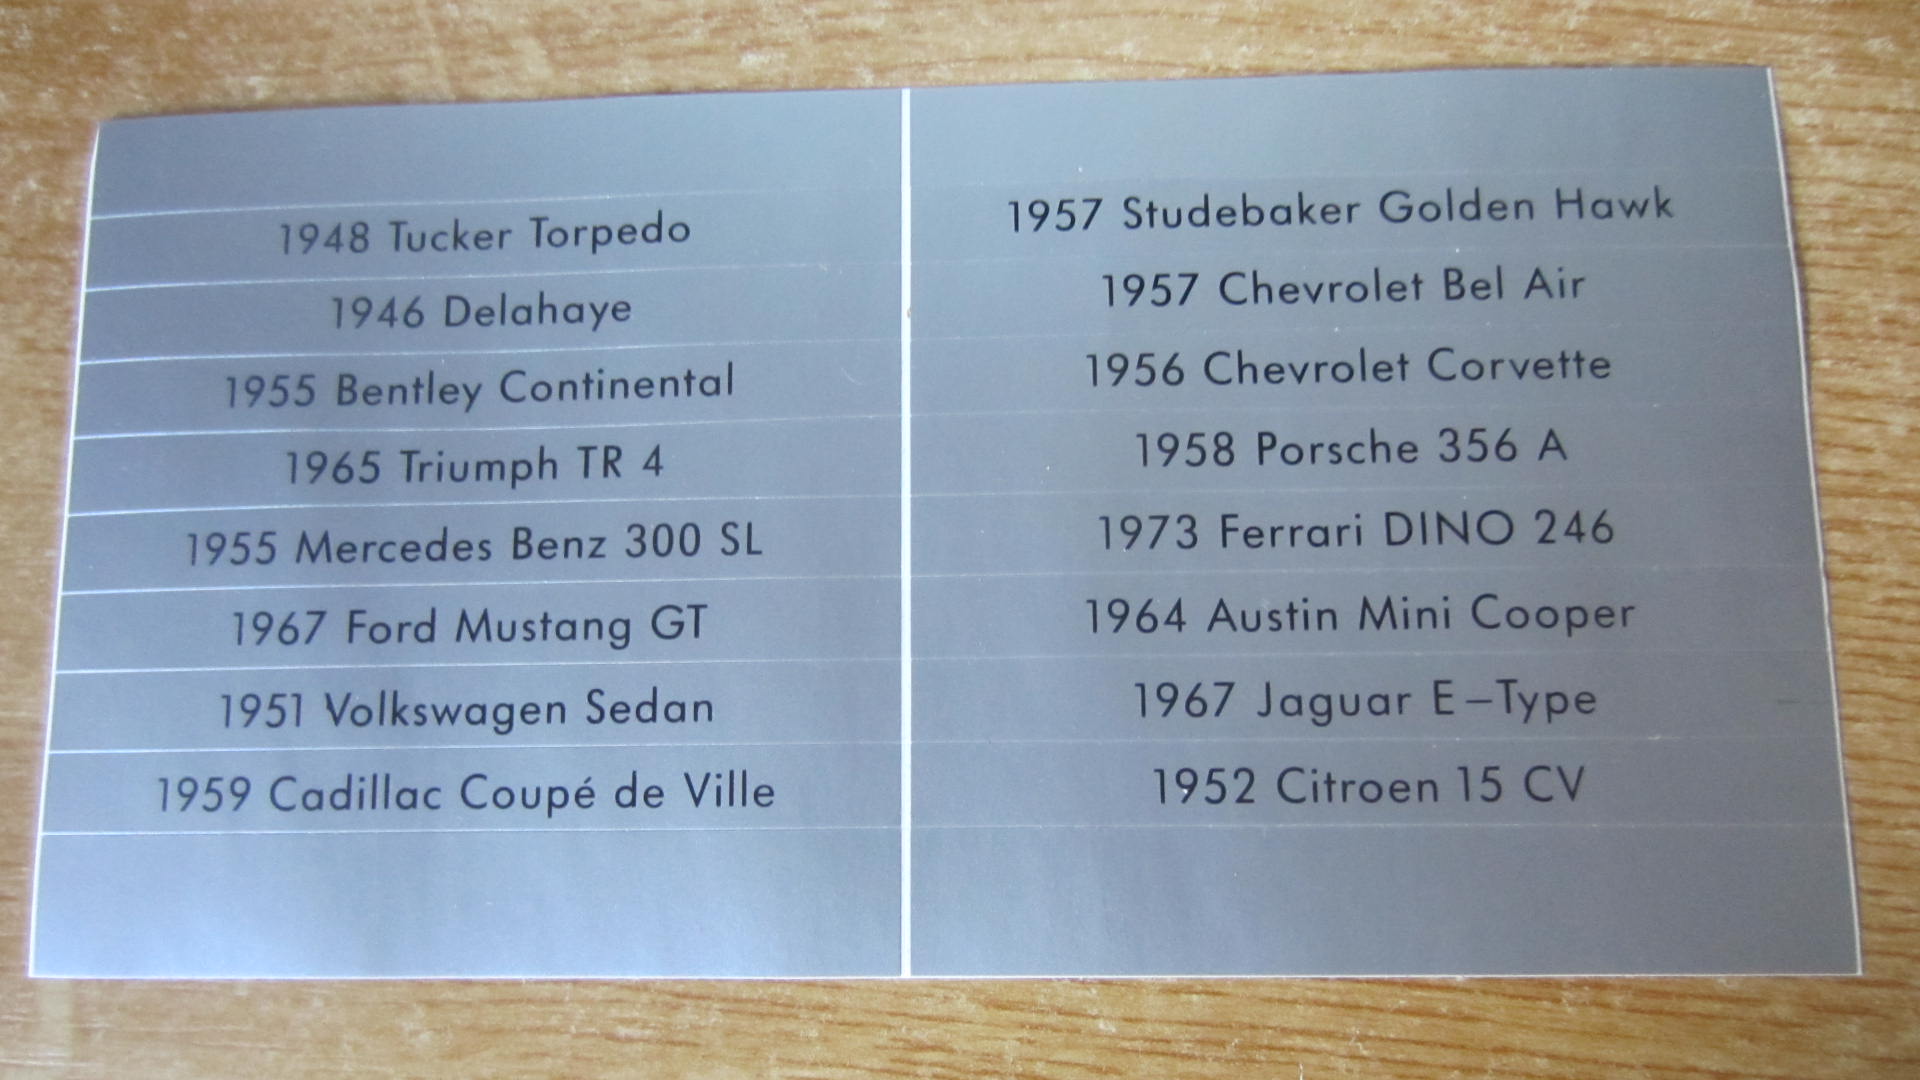 1948 Tucker Torpedo
1946 Delahaye
1955 Bentley Continental
1965 Triumph TR 4
1955 Mercedes Benz 300 SL
1967 Ford Mustang GT
1951 Volkswagen Sedan
1959 Cadillac Coupé de Ville
1957 Studebaker Golden Hawk
1957 Chevrolet Bel Air
1956 Chevrolet Corvette
1958 Porsche 356 A
1973 Ferrari DINO 246
1964 Austin Mini Cooper
1967 Jaguar E–Type
1952 Citroen 15 CV